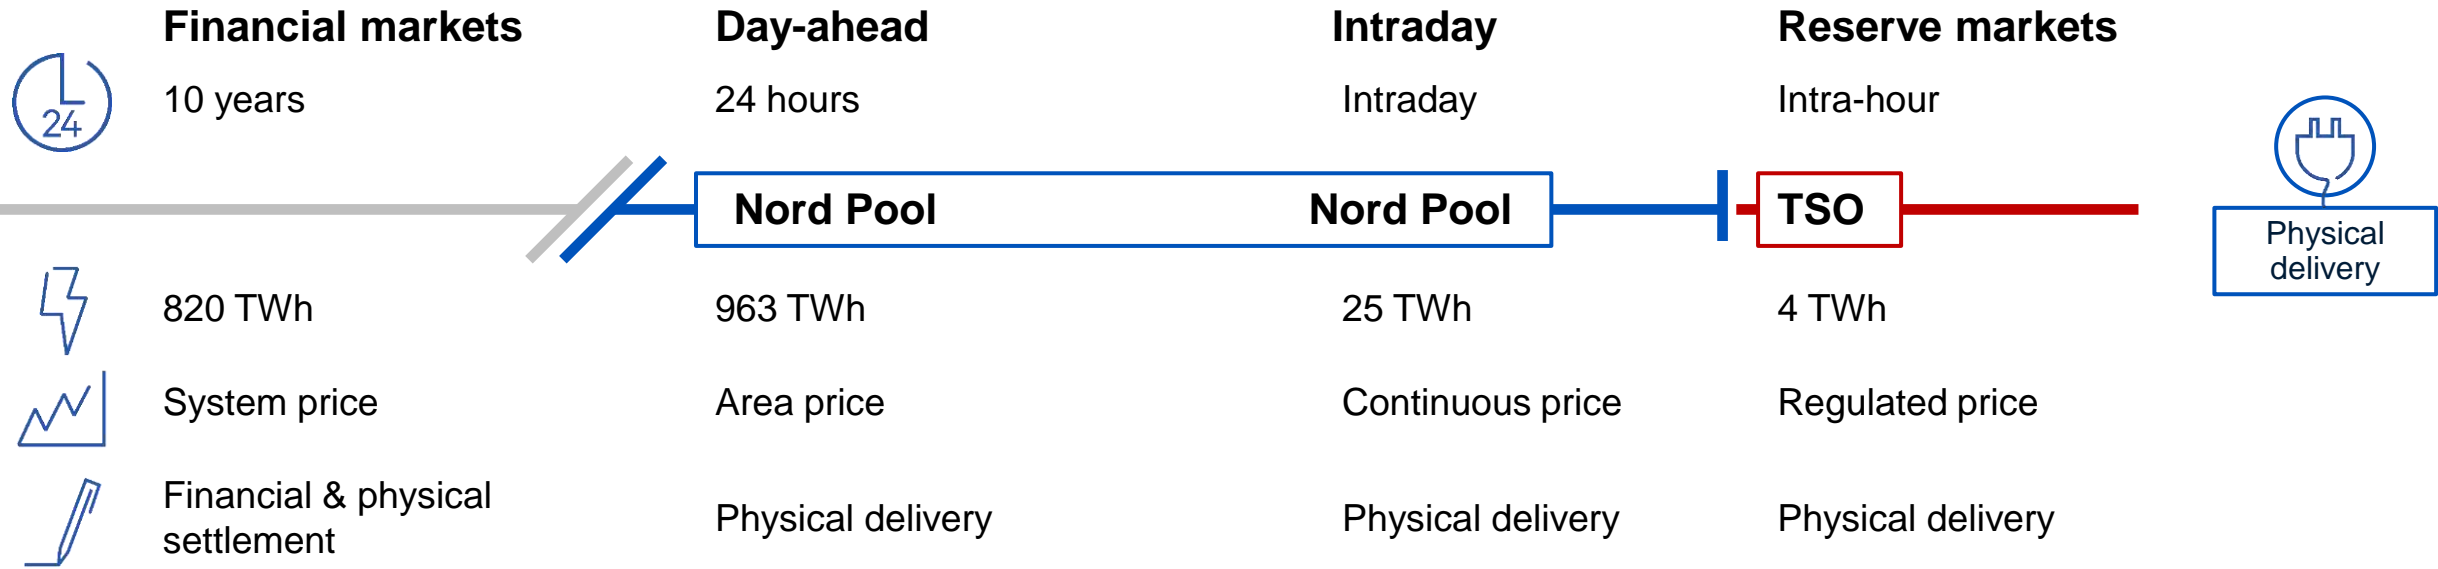 Financial markets
Day-ahead
Intraday
Reserve markets
24
10 years
24 hours
Intraday
Intra-hour
Nord Pool
Nord Pool
TSO
Physical
delivery
820 TWh
963 TWh
25 TWh
4 TWh
System price
Area price
Continuous price
Regulated price
Financial & physical
settlement
Physical delivery
Physical delivery
Physical delivery